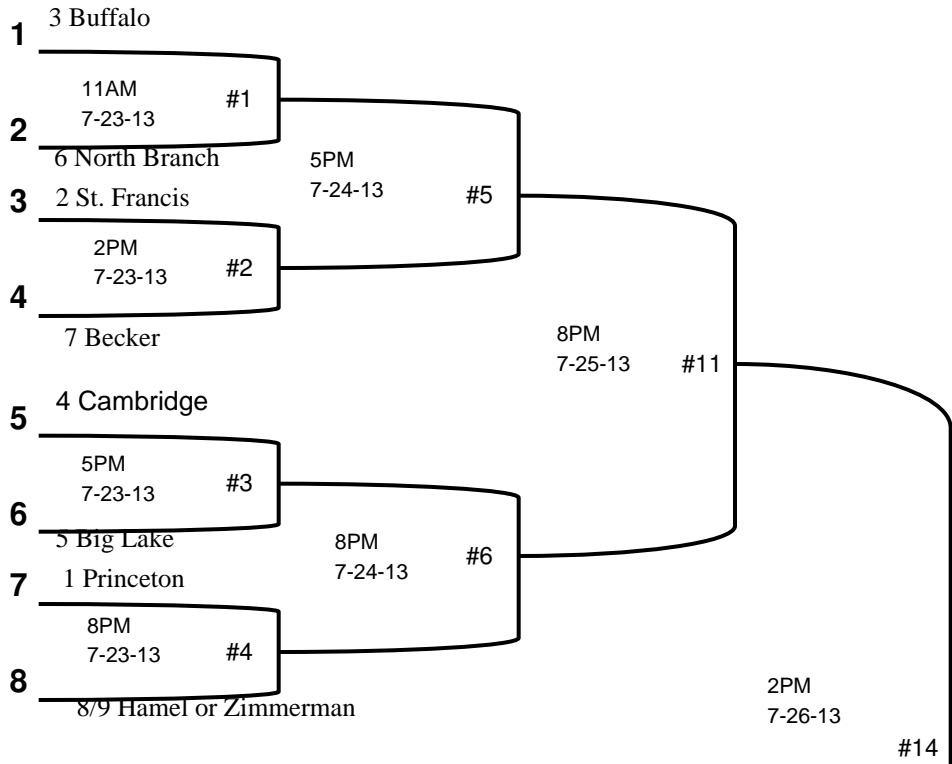 3 Buffalo
1
11AM
7-23-13
#1
2
6 North Branch
5PM
7-24-13
#5
3
2 St. Francis
2PM
7-23-13
#2
4
7 Becker
8PM
7-25-13
#11
4 Cambridge
5
5PM
7-23-13
#3
6
5 Big Lake
8PM
7-24-13
#6
7
1 Princeton
8PM
7-23-13
#4
8
8/9 Hamel or Zimmerman
2PM
7-26-13
#14